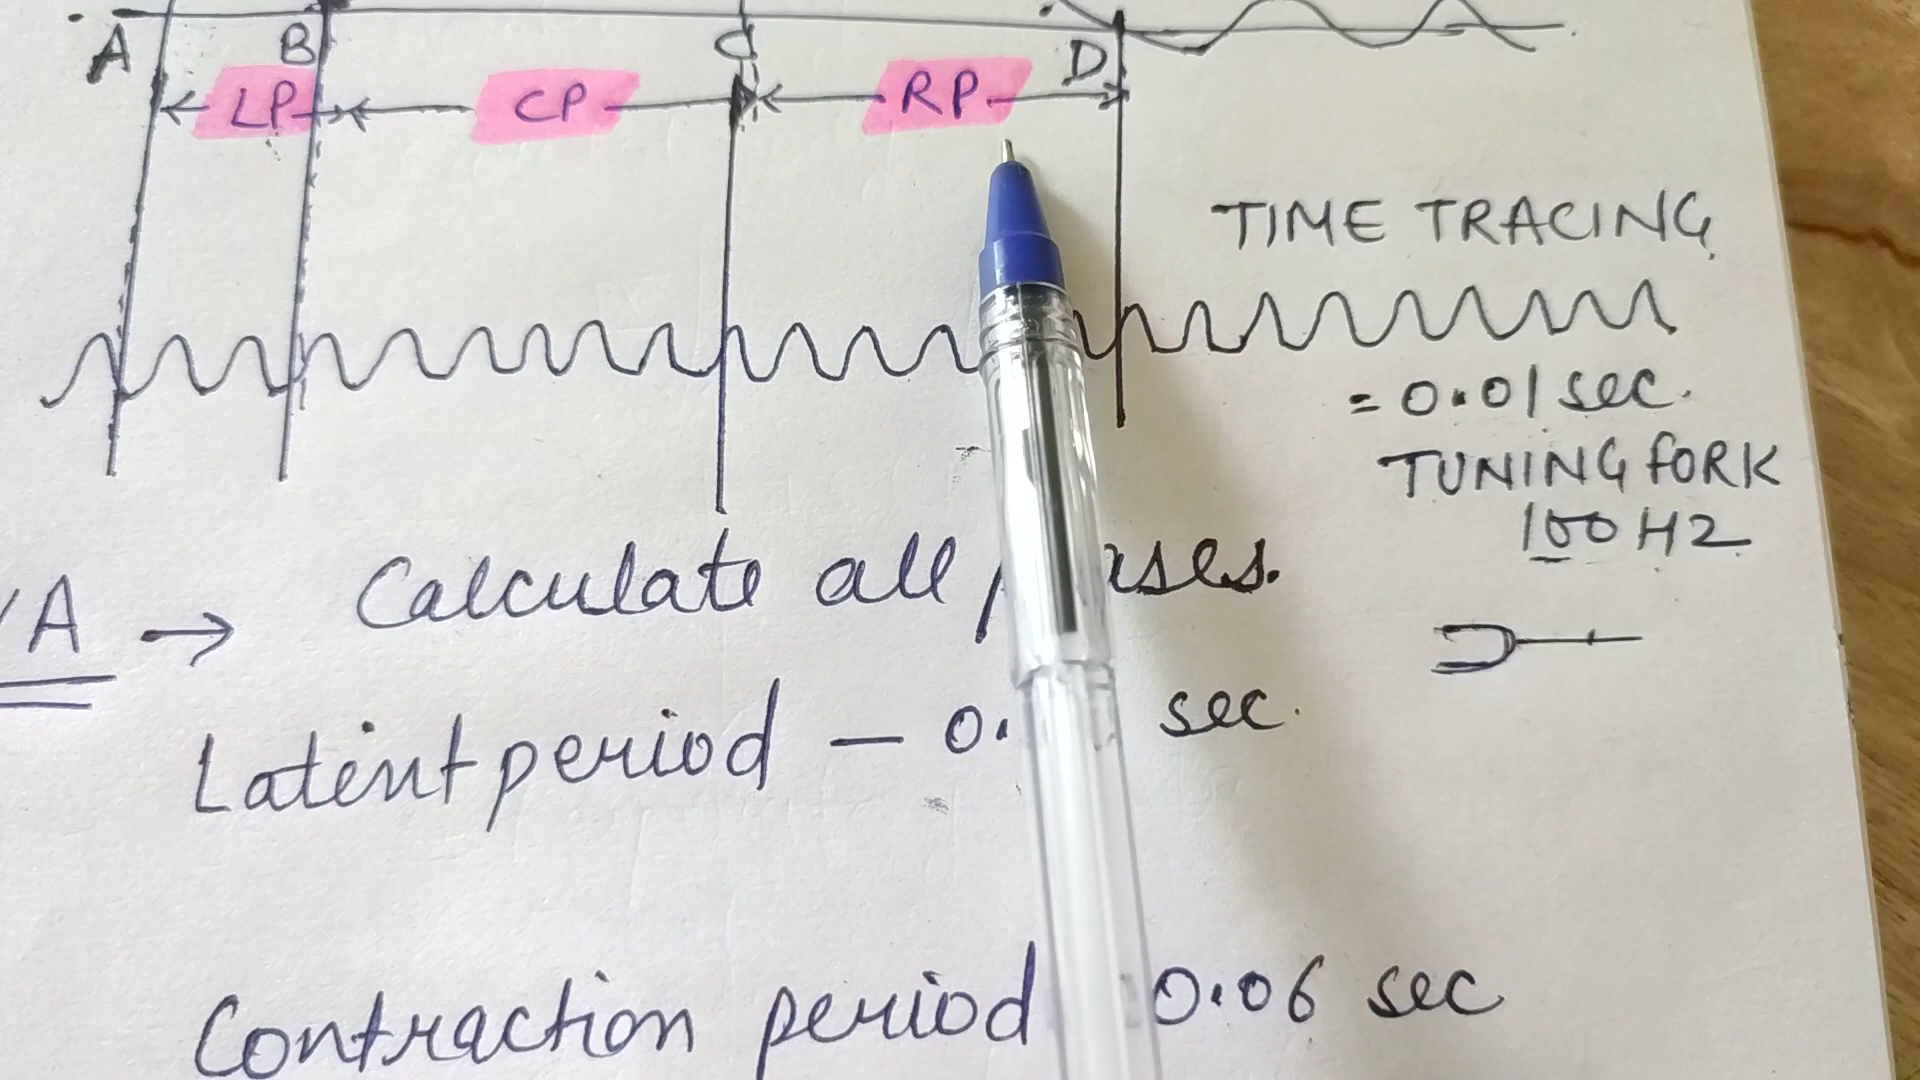 A B C D
LP CP RP
TIME TRACING
= 0.01 sec.
TUNING FORK
100 HZ
/A → Calculate all
Latent period — 0. sec.
Contraction period 0.06 sec